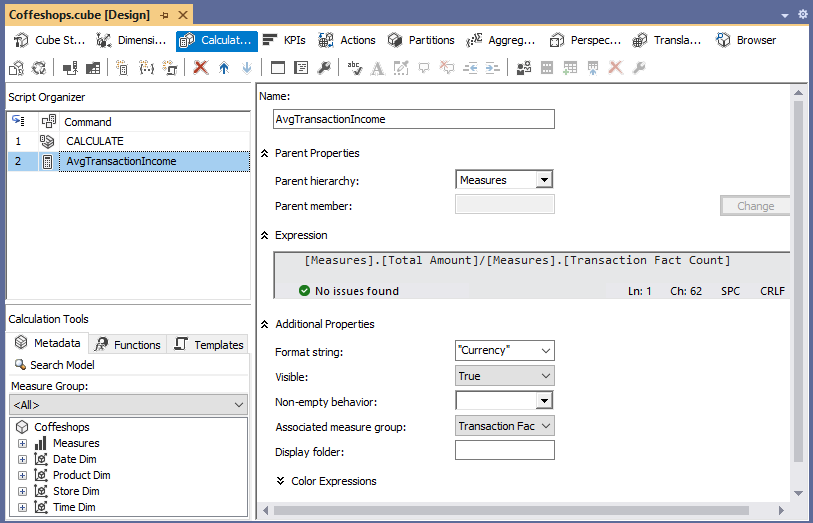 Coffeshops.cube [Design]
Cube St... Dimensi... Calculat... KPIs Actions Partitions Aggreg... Perspec... Transla... Browser
Script Organizer
Command
1 CALCULATE
2 AvgTransactionIncome
Calculation Tools
Metadata Functions Templates
Search Model
Measure Group:
<All>
Coffeshops
Measures
Date Dim
Product Dim
Store Dim
Time Dim
Name:
AvgTransactionIncome
Parent Properties
Parent hierarchy: Measures
Parent member: Change
Expression
[Measures].[Total Amount]/[Measures].[Transaction Fact Count]
No issues found Ln: 1 Ch: 62 SPC CRLF
Additional Properties
Format string: "Currency"
Visible: True
Non-empty behavior:
Associated measure group: Transaction Fac
Display folder:
Color Expressions